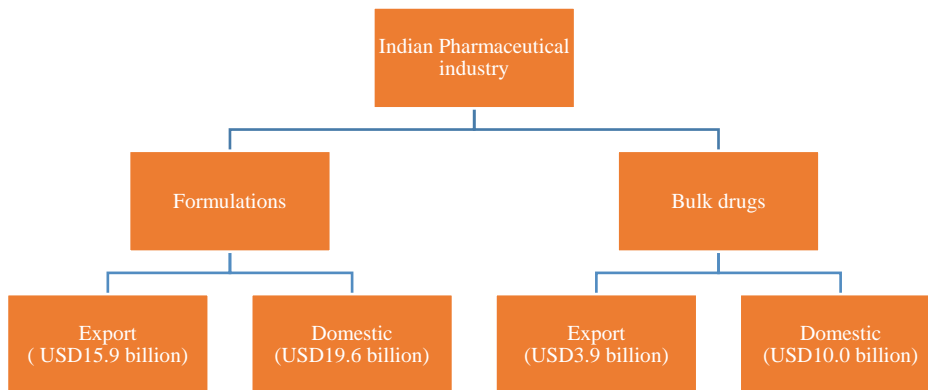 Indian Pharmaceutical
industry
Formulations
Bulk drugs
Export
( USD15.9 billion)
Domestic
(USD19.6 billion)
Export
(USD3.9 billion)
Domestic
(USD10.0 billion)